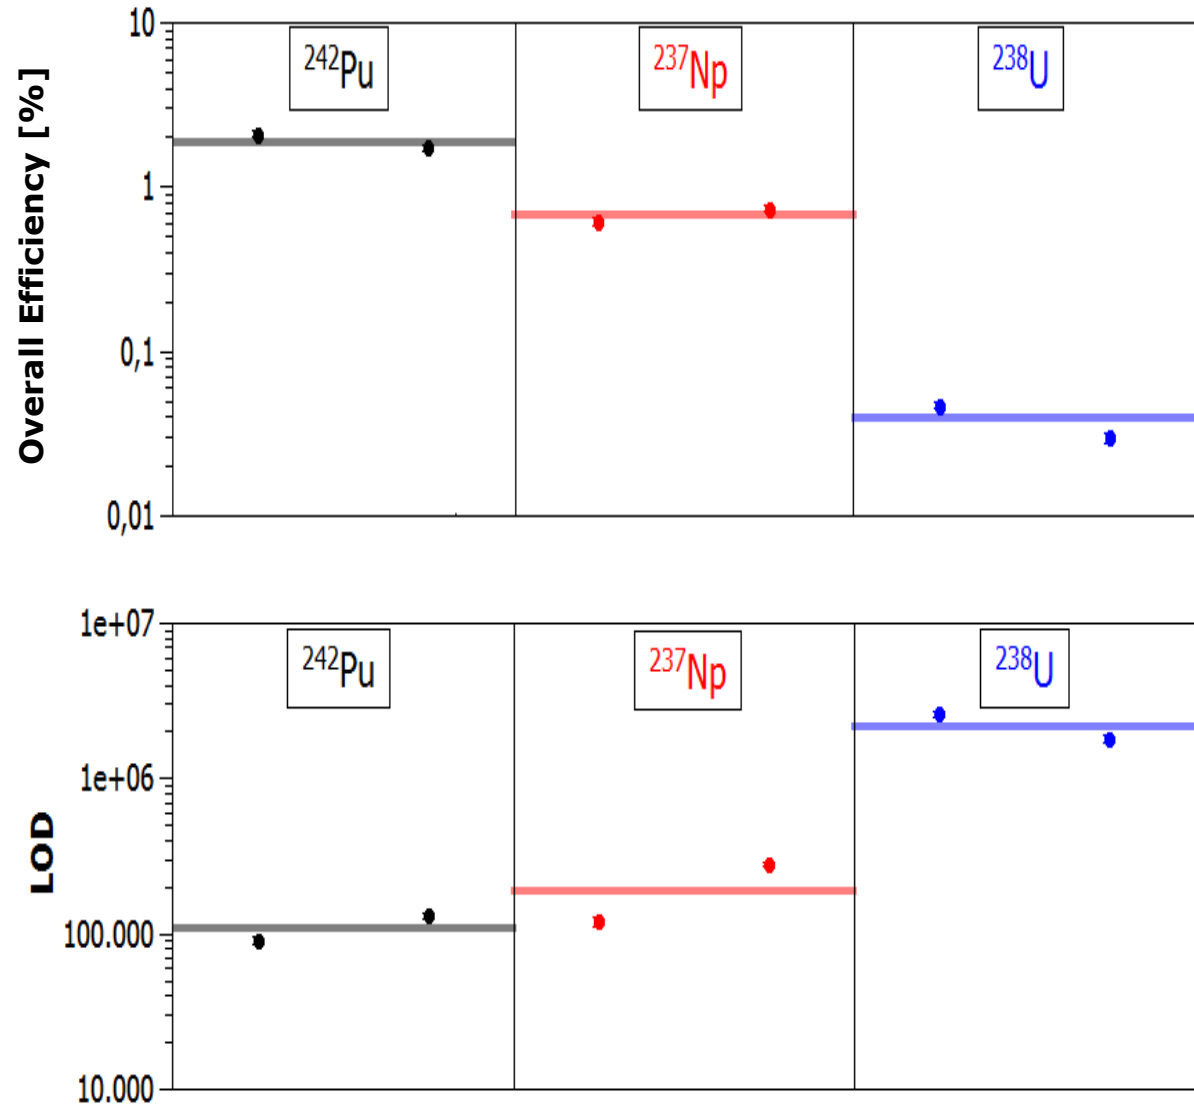 Overall Efficiency [%]
10
1
0,1
0,01
²⁴²Pu
²³⁷Np
²³⁸U
LOD
1e+07
1e+06
100.000
10.000
²⁴²Pu
²³⁷Np
²³⁸U